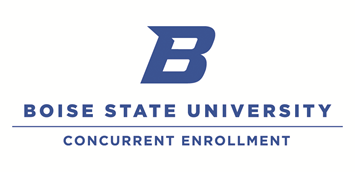 B
BOISE STATE UNIVERSITY
CONCURRENT ENROLLMENT